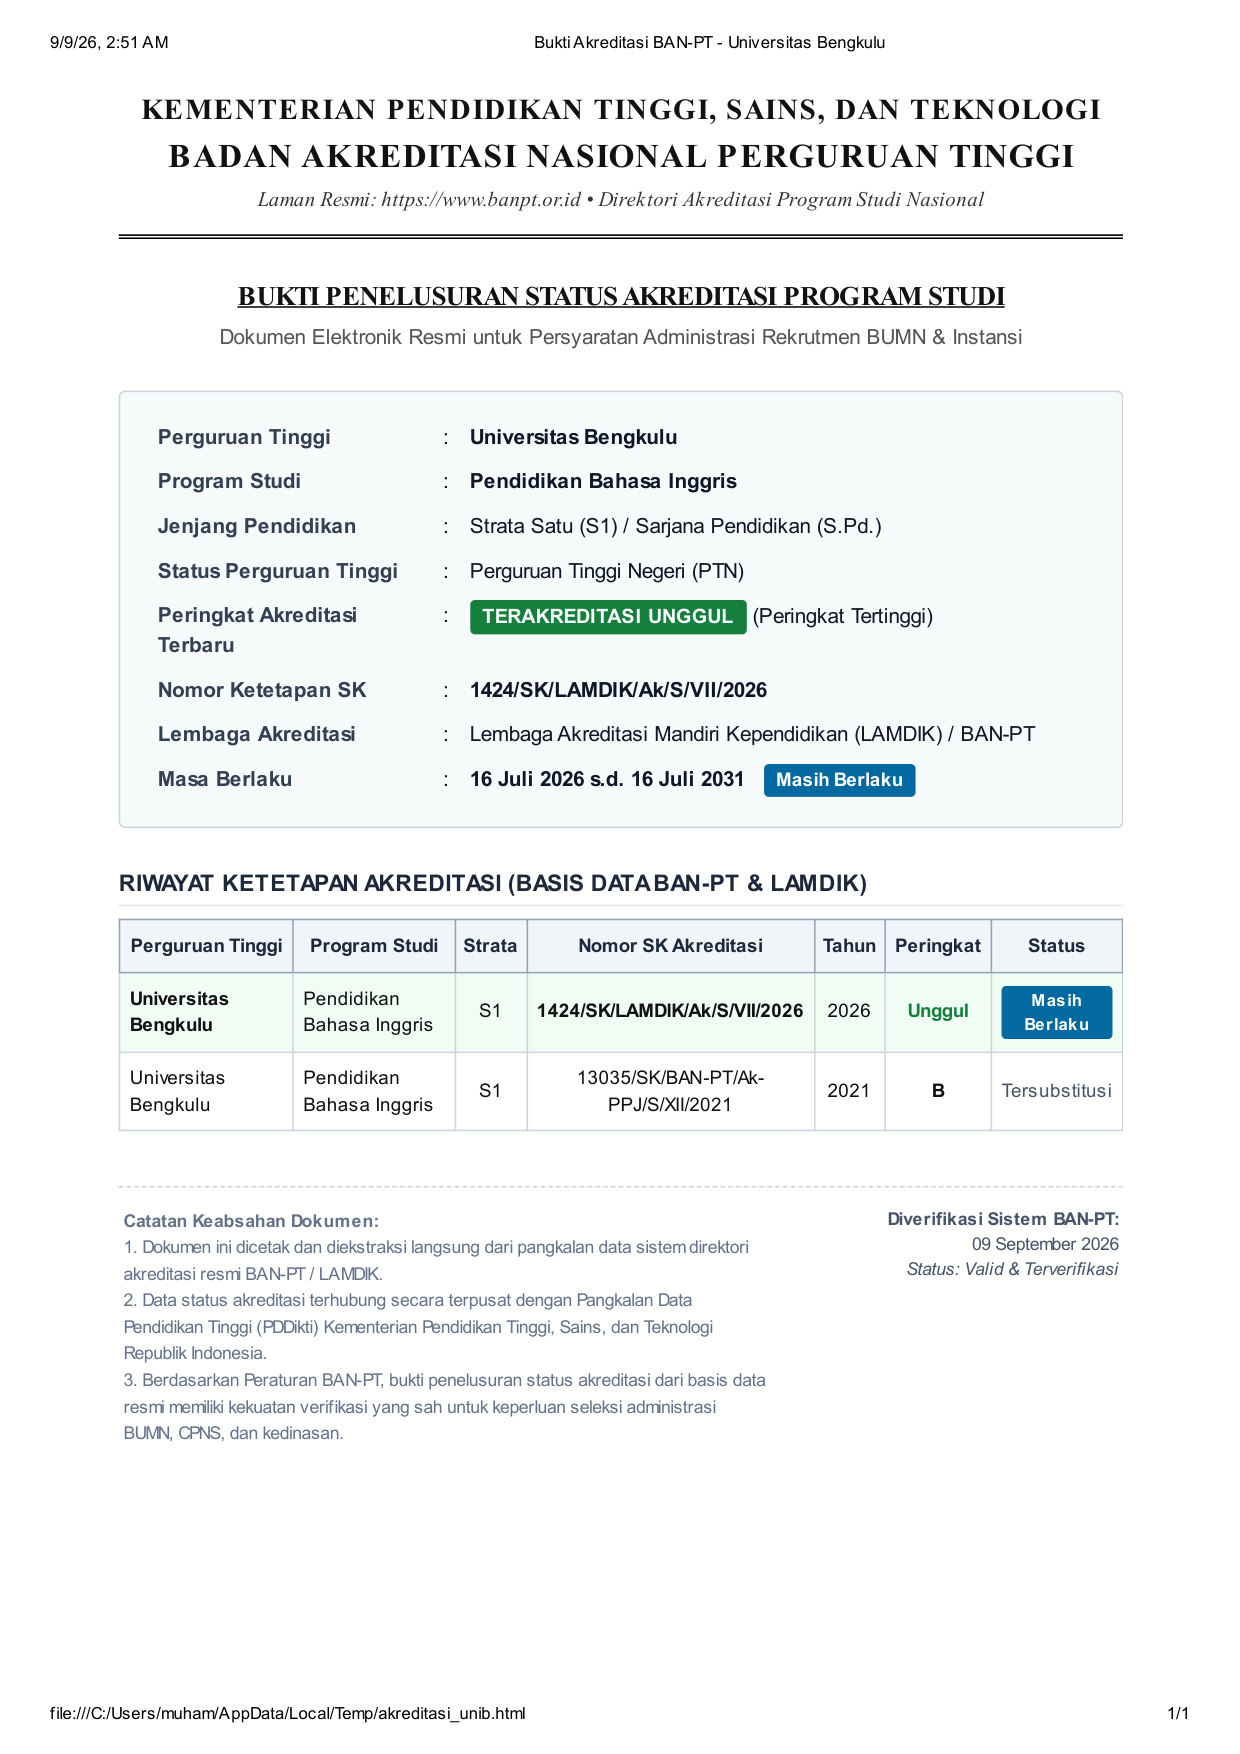 9/9/26, 2:51 AM
Bukti Akreditasi BAN-PT - Universitas Bengkulu
KEMENTERIAN PENDIDIKAN TINGGI, SAINS, DAN TEKNOLOGI
BADAN AKREDITASI NASIONAL PERGURUAN TINGGI
Laman Resmi: https://www.banpt.or.id • Direktori Akreditasi Program Studi Nasional
BUKTI PENELUSURAN STATUS AKREDITASI PROGRAM STUDI
Dokumen Elektronik Resmi untuk Persyaratan Administrasi Rekrutmen BUMN & Instansi
Perguruan Tinggi : Universitas Bengkulu
Program Studi : Pendidikan Bahasa Inggris
Jenjang Pendidikan : Strata Satu (S1) / Sarjana Pendidikan (S.Pd.)
Status Perguruan Tinggi : Perguruan Tinggi Negeri (PTN)
Peringkat Akreditasi : TERAKREDITASI UNGGUL (Peringkat Tertinggi)
Terbaru
Nomor Ketetapan SK : 1424/SK/LAMDIK/Ak/S/VII/2026
Lembaga Akreditasi : Lembaga Akreditasi Mandiri Kependidikan (LAMDIK) / BAN-PT
Masa Berlaku : 16 Juli 2026 s.d. 16 Juli 2031 Masih Berlaku
RIWAYAT KETETAPAN AKREDITASI (BASIS DATA BAN-PT & LAMDIK)
Perguruan Tinggi Program Studi Strata Nomor SK Akreditasi Tahun Peringkat Status
Universitas
Bengkulu
Pendidikan
Bahasa Inggris
S1
1424/SK/LAMDIK/Ak/S/VII/2026
2026
Unggul
Masih
Berlaku
Universitas
Bengkulu
Pendidikan
Bahasa Inggris
S1
13035/SK/BAN-PT/Ak-
PPJ/S/XII/2021
2021
B
Tersubstitusi
Catatan Keabsahan Dokumen:
1. Dokumen ini dicetak dan diekstraksi langsung dari pangkalan data sistem direktori
akreditasi resmi BAN-PT / LAMDIK.
2. Data status akreditasi terhubung secara terpusat dengan Pangkalan Data
Pendidikan Tinggi (PDDikti) Kementerian Pendidikan Tinggi, Sains, dan Teknologi
Republik Indonesia.
3. Berdasarkan Peraturan BAN-PT, bukti penelusuran status akreditasi dari basis data
resmi memiliki kekuatan verifikasi yang sah untuk keperluan seleksi administrasi
BUMN, CPNS, dan kedinasan.
Diverifikasi Sistem BAN-PT:
09 September 2026
Status: Valid & Terverifikasi
file:///C:/Users/muham/AppData/Local/Temp/akreditasi_unib.html
1/1